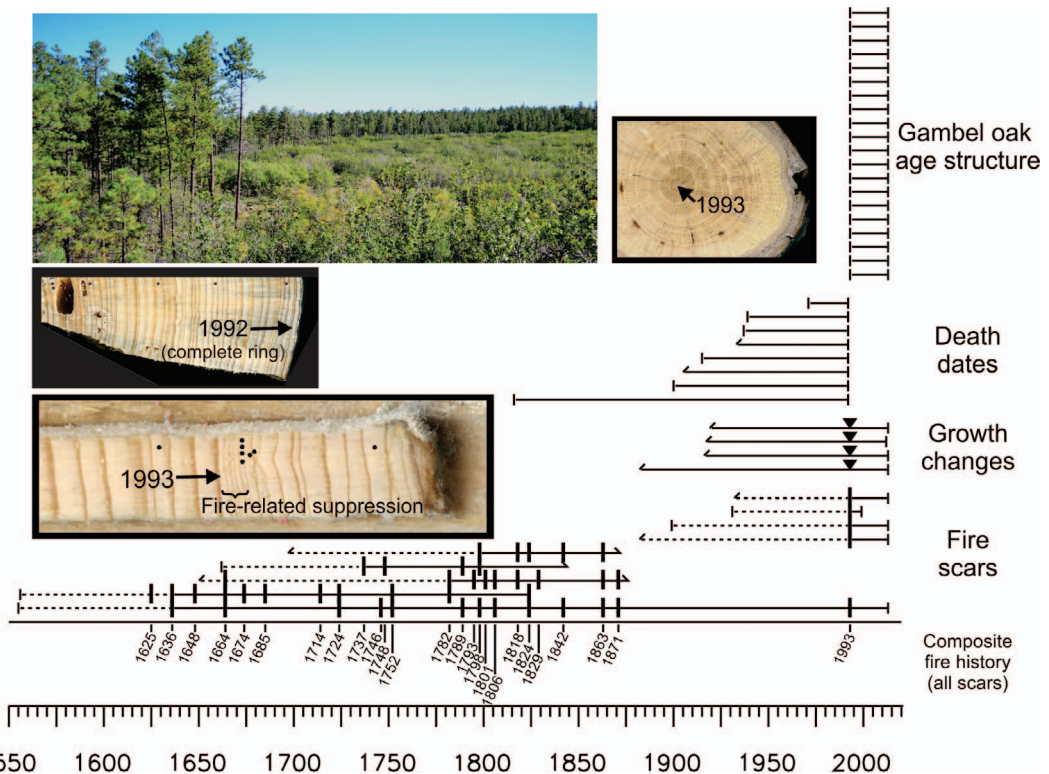 Gambel oak
age structure
1993
1992
(complete ring)
Death
dates
Growth
changes
1993
Fire-related suppression
Fire
scars
1625
1636
1648
1664
1674
1685
1714
1724
1737
1746
1748
1752
1782
1789
1793
1798
1801
1806
1818
1824
1829
1842
1863
1871
1993
Composite
fire history
(all scars)
550 1600 1650 1700 1750 1800 1850 1900 1950 2000